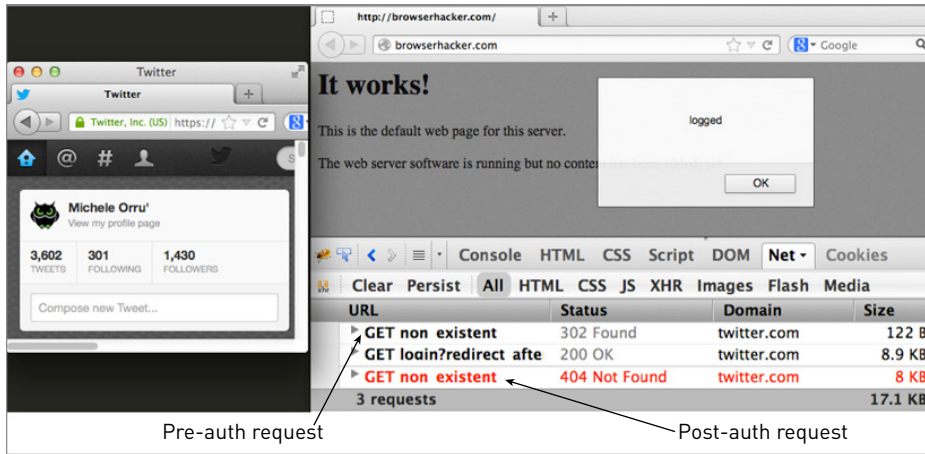 http://browserhacker.com/
browserhacker.com
Google
Twitter
Twitter
Twitter, Inc. (US) https://
It works!
This is the default web page for this server.
The web server software is running but no conte
logged
OK
@ #
S
Michele Orru'
View my profile page
3,602 301 1,430
TWEETS FOLLOWING FOLLOWERS
Compose new Tweet...
Console HTML CSS Script DOM Net Cookies
Clear Persist All HTML CSS JS XHR Images Flash Media
URL Status Domain Size
GET non existent 302 Found twitter.com 122 B
GET login?redirect afte 200 OK twitter.com 8.9 KB
GET non existent 404 Not Found twitter.com 8 KB
3 requests 17.1 KB
Pre-auth request Post-auth request